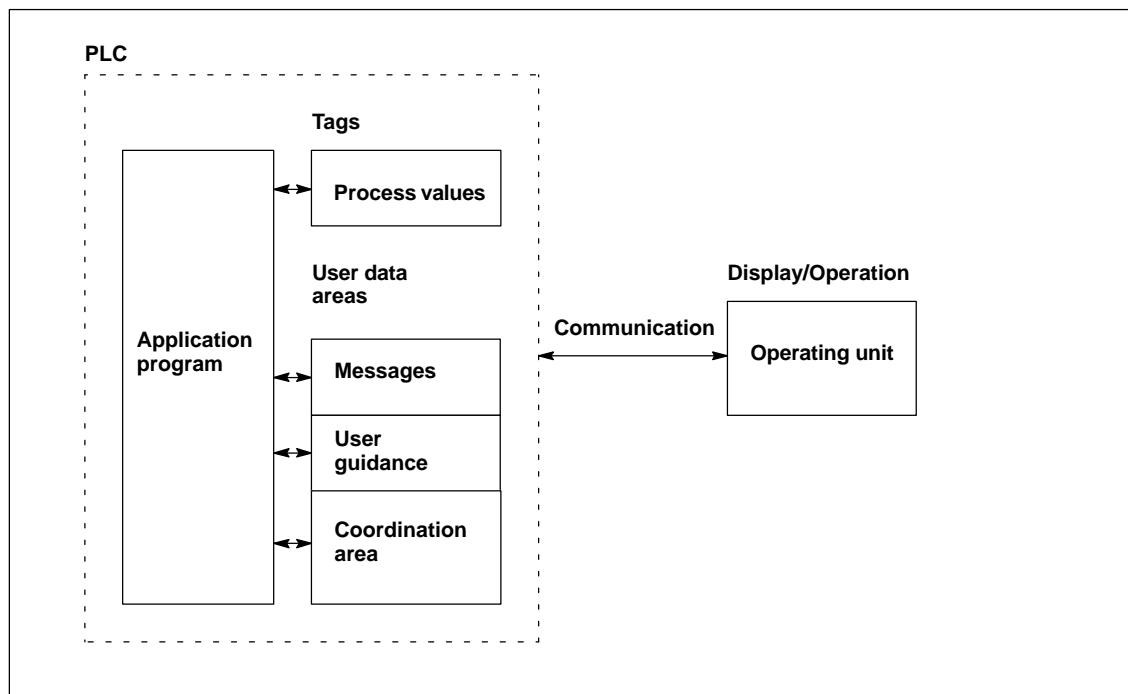 PLC
Tags
Process values
User data
areas
Application
program
Messages
User
guidance
Coordination
area
Communication
Display/Operation
Operating unit